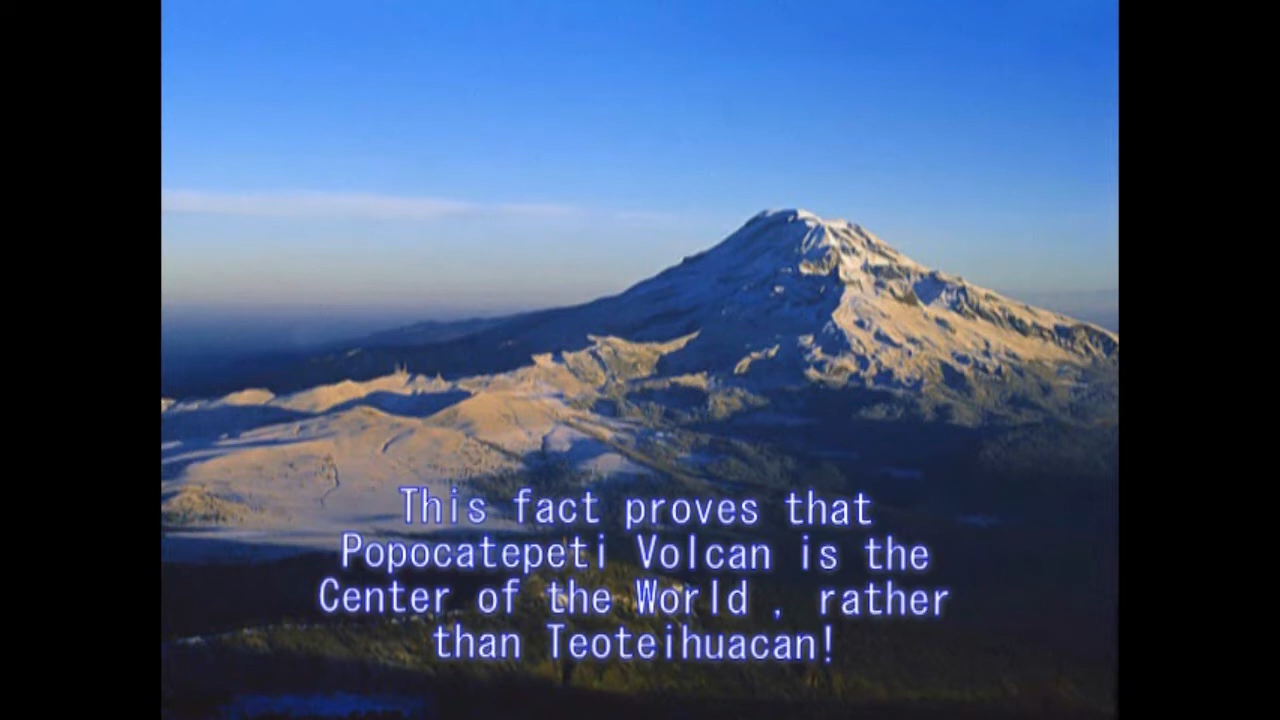 This fact proves that
Popocatepeti Volcan is the
Center of the World , rather
than Teoteihuacan!